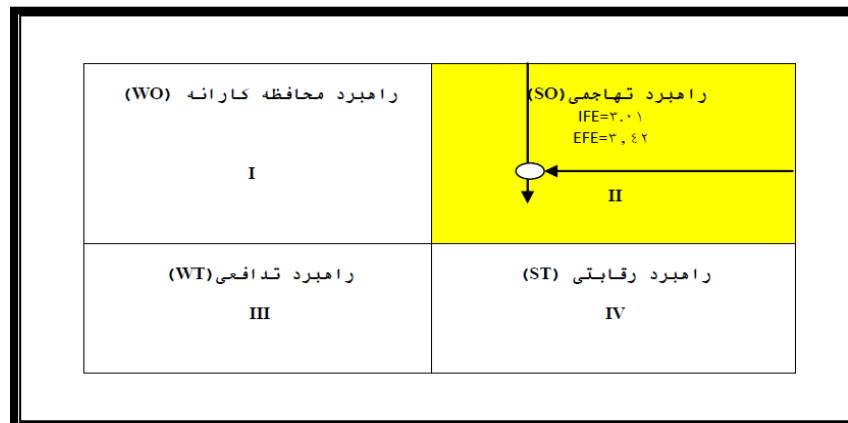 راهبرد تهاجمی(SO)
IFE=۳.۰۱
EFE=۳,٤۲
II
راهبرد محافظه کارانه (WO)
I
راهبرد رقابتی (ST)
IV
راهبرد تدافعی(WT)
III